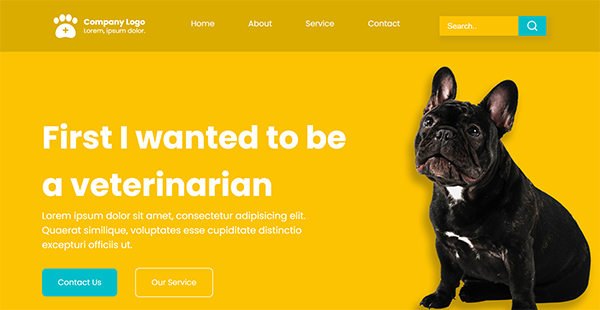 Company Logo
Lorem, ipsum dolor.
Home
About
Service
Contact
Search..
First I wanted to be
a veterinarian
Lorem ipsum dolor sit amet, consectetur adipisicing elit.
Quaerat similique, voluptates esse cupiditate distinctio
excepturi officiis ut.
Contact Us
Our Service